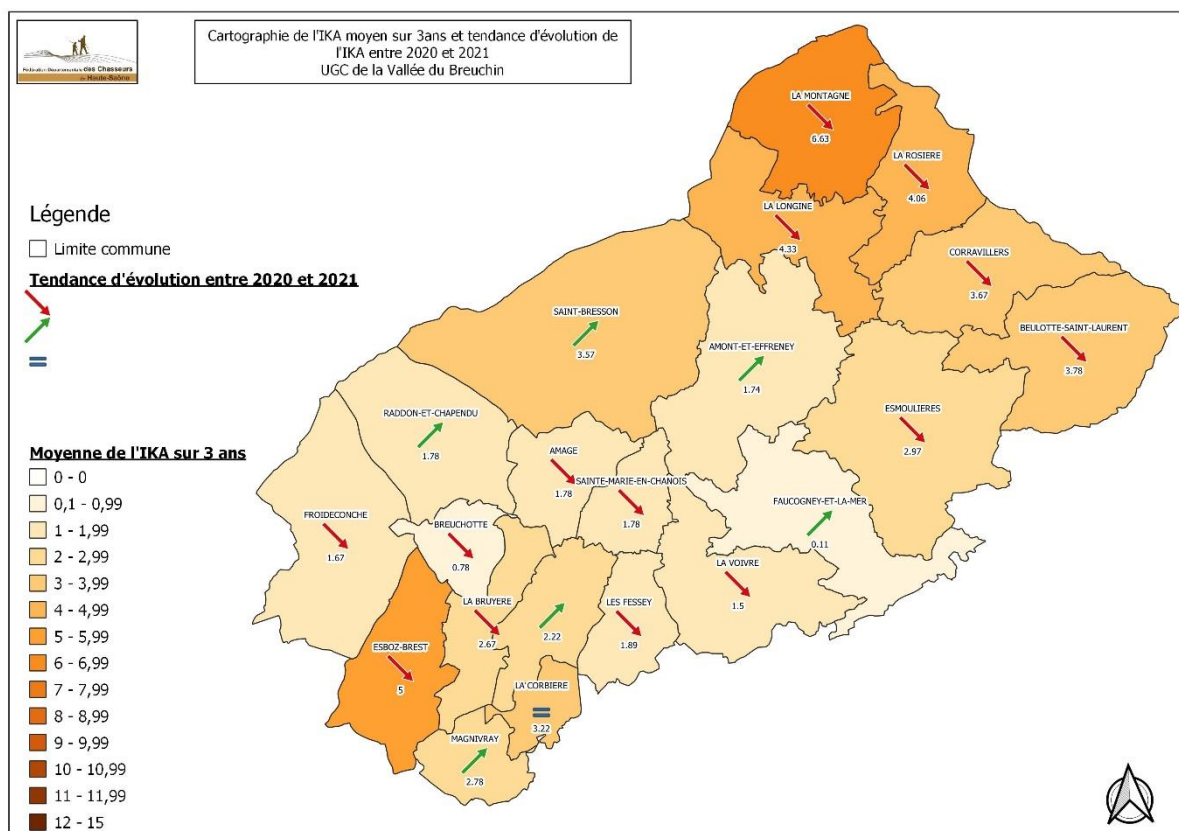 Fédération Départementale des Chasseurs
de Haute-Saône
Cartographie de l'IKA moyen sur 3ans et tendance d'évolution de
l'IKA entre 2020 et 2021
UGC de la Vallée du Breuchin
Légende
Limite commune
Tendance d'évolution entre 2020 et 2021
=
Moyenne de l'IKA sur 3 ans
0 - 0
0,1 - 0,99
1 - 1,99
2 - 2,99
3 - 3,99
4 - 4,99
5 - 5,99
6 - 6,99
7 - 7,99
8 - 8,99
9 - 9,99
10 - 10,99
11 - 11,99
12 - 15
LA MONTAGNE
6.63
LA ROSIERE
4.06
LA LONGINE
4.33
CORRAVILLERS
3.67
SAINT-BRESSON
3.57
AMONT-ET-EFFRENEY
1.74
BEULOTTE-SAINT-LAURENT
3.78
RADDON-ET-CHAPENDU
1.78
ESMOULIERES
2.97
AMAGE
1.78
SAINTE-MARIE-EN-CHANOIS
1.78
FAUCOGNEY-ET-LA-MER
0.11
FROIDECONCHE
1.67
BREUCHOTTE
0.78
LA VOIVRE
1.5
LA BRUYERE
2.67
2.22
LES FESSEY
1.89
ESBOZ-BREST
5
LA CORBIERE
=
3.22
MAGNIVRAY
2.78